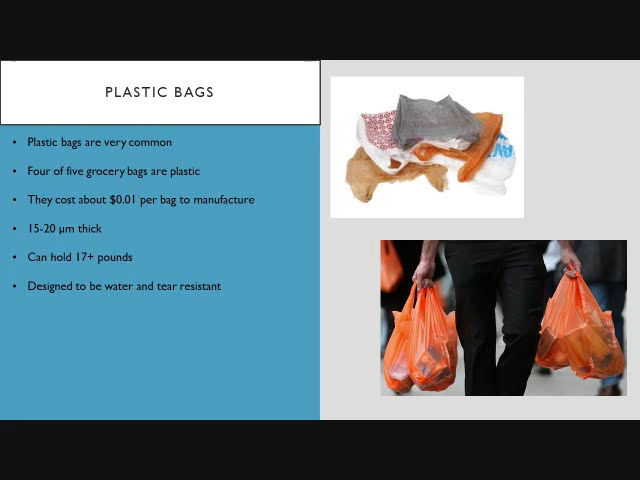 PLASTIC BAGS
• Plastic bags are very common
• Four of five grocery bags are plastic
• They cost about $0.01 per bag to manufacture
• 15-20 µm thick
• Can hold 17+ pounds
• Designed to be water and tear resistant